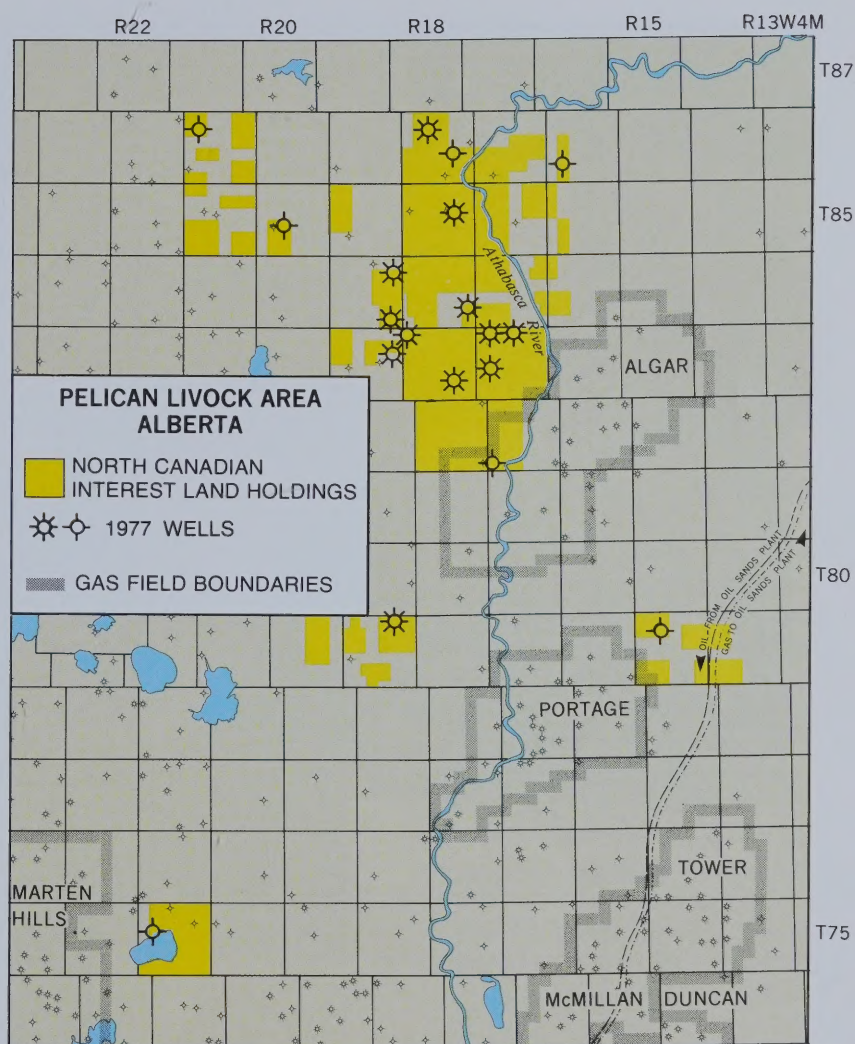 R22 R20 R18 R15 R13W4M
T87
T85
Athabasca
River
ALGAR
PELICAN LIVOCK AREA
ALBERTA
NORTH CANADIAN
INTEREST LAND HOLDINGS
1977 WELLS
GAS FIELD BOUNDARIES
T80
OIL FROM OIL SANDS PLANT
GAS TO OIL SANDS PLANT
PORTAGE
TOWER
MARTEN
HILLS
T75
McMILLAN DUNCAN